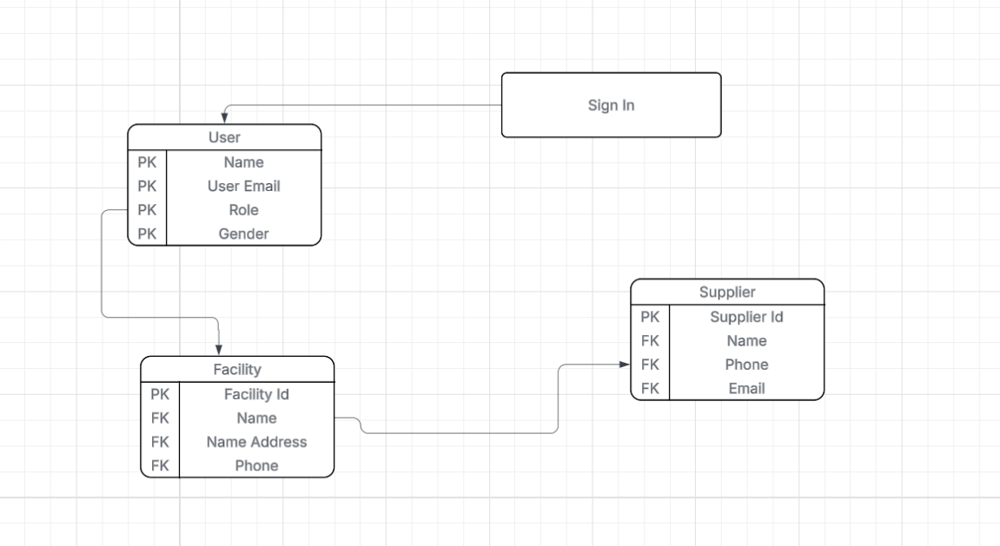 Sign In
User
PK Name
PK User Email
PK Role
PK Gender
Supplier
PK Supplier Id
FK Name
FK Phone
FK Email
Facility
PK Facility Id
FK Name
FK Name Address
FK Phone